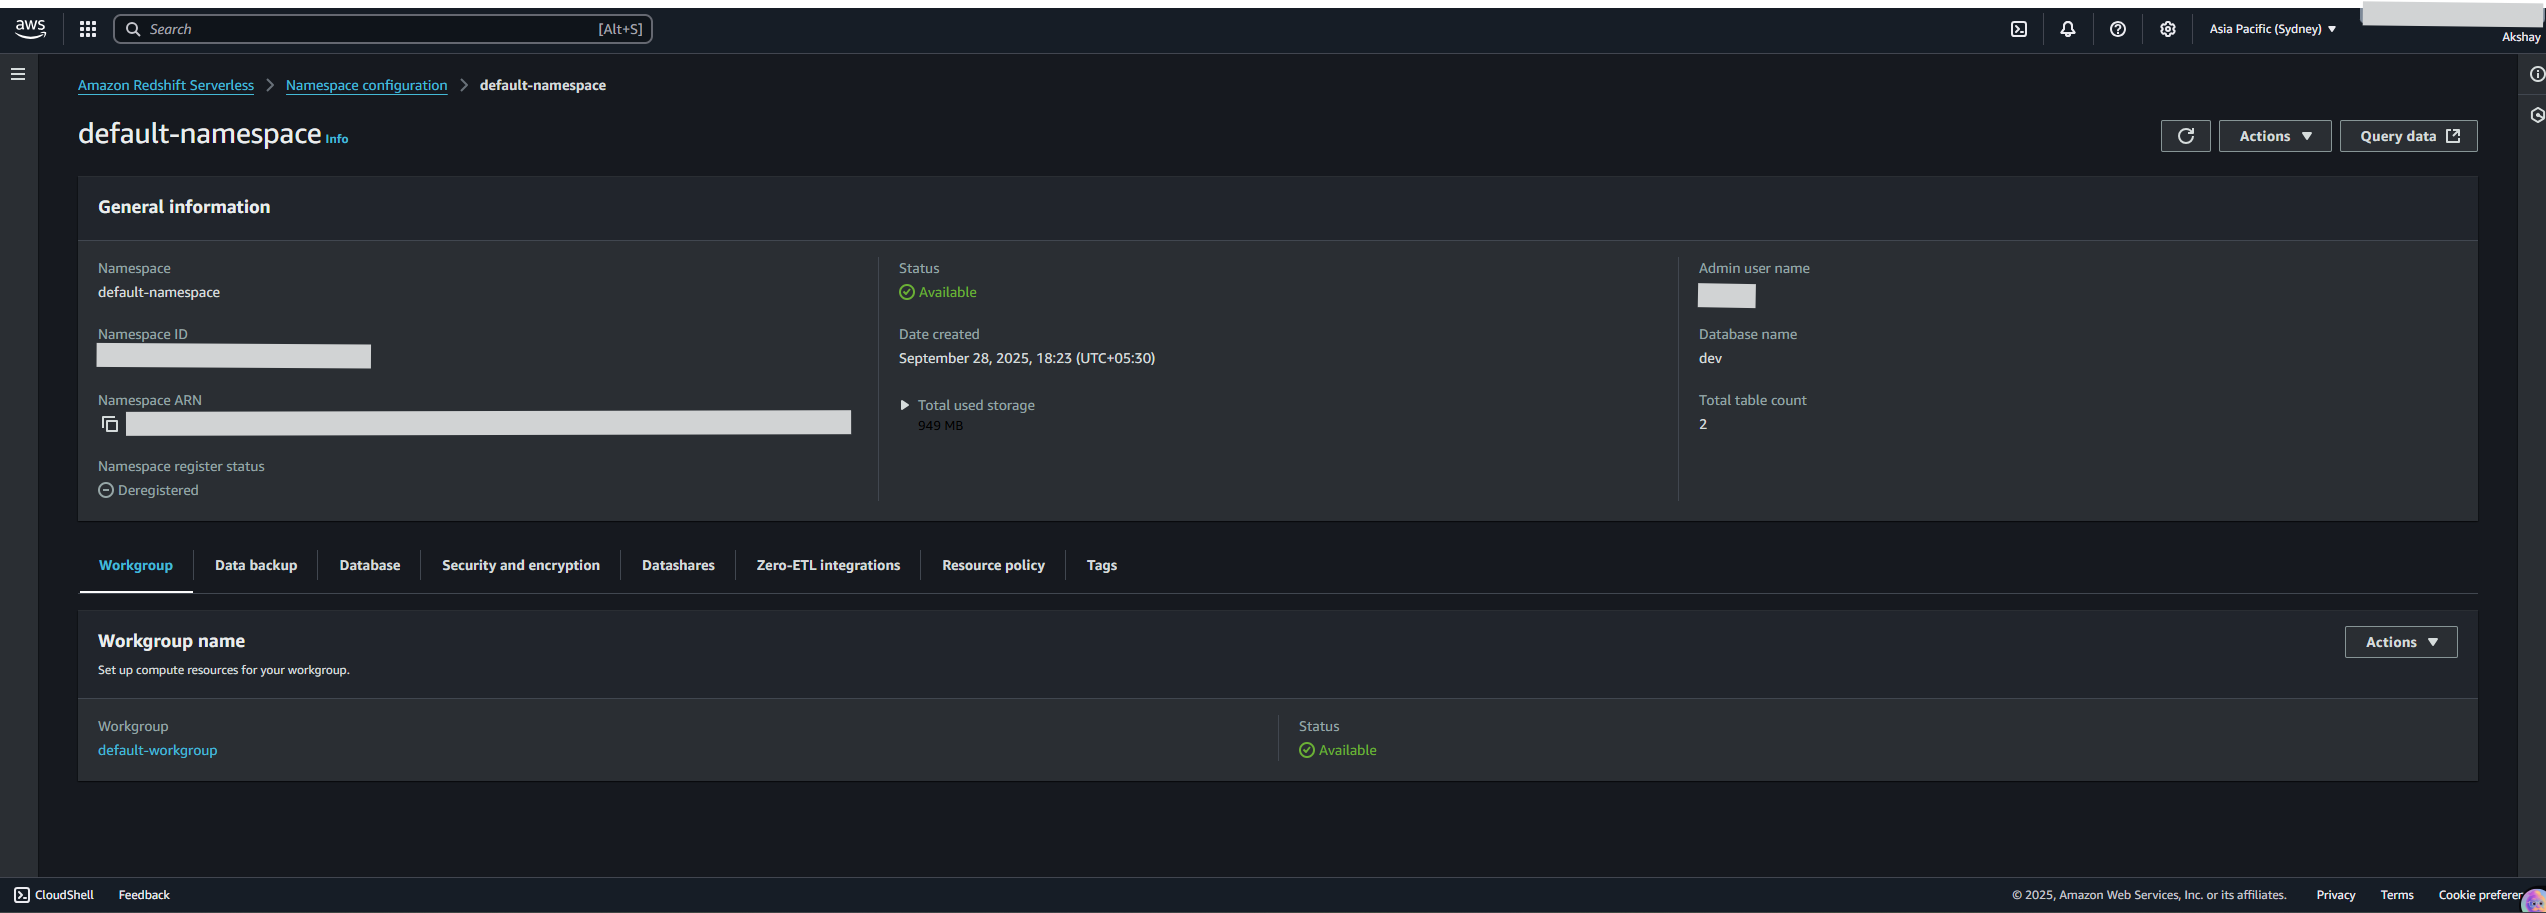 aws
Search [Alt+S]
Asia Pacific (Sydney)
Akshay
Amazon Redshift Serverless
Namespace configuration
default-namespace
default-namespace Info
Actions
Query data
General information
Namespace
default-namespace
Namespace ID
Namespace ARN
Namespace register status
Deregistered
Status
Available
Date created
September 28, 2025, 18:23 (UTC+05:30)
Total used storage
949 MB
Admin user name
Database name
dev
Total table count
2
Workgroup
Data backup
Database
Security and encryption
Datashares
Zero-ETL integrations
Resource policy
Tags
Workgroup name
Set up compute resources for your workgroup.
Actions
Workgroup
default-workgroup
Status
Available
CloudShell
Feedback
© 2025, Amazon Web Services, Inc. or its affiliates.
Privacy
Terms
Cookie prefere